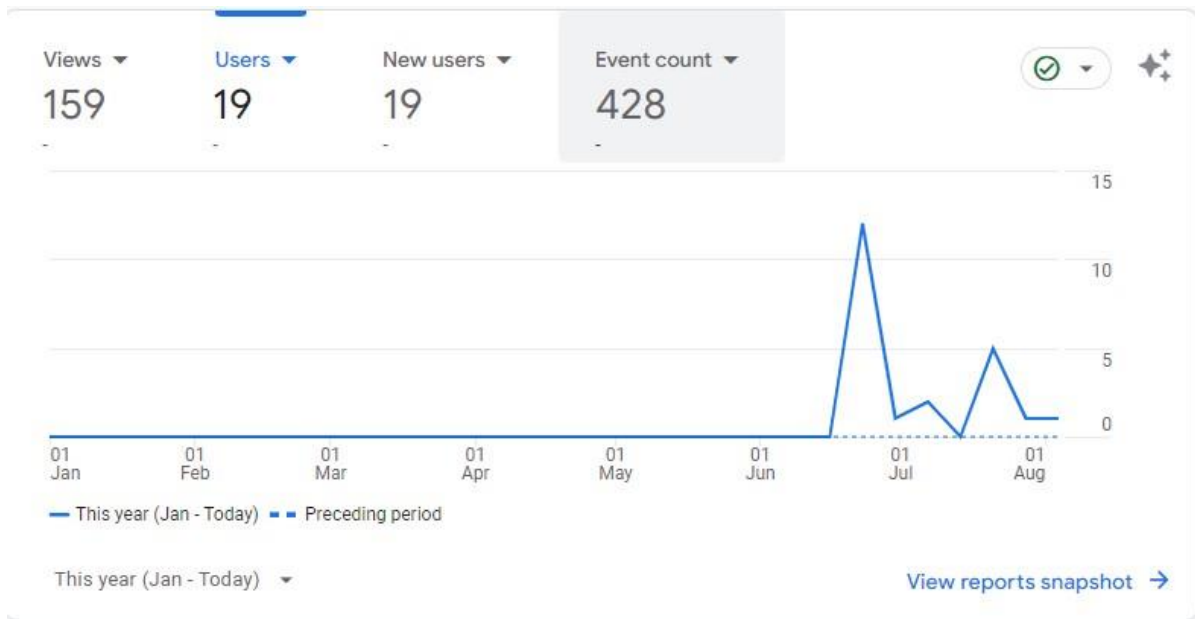 Views Users New users Event count
159 19 19 428
- - - -
15
10
5
0
01 01 01 01 01 01 01 01
Jan Feb Mar Apr May Jun Jul Aug
This year (Jan - Today) Preceding period
This year (Jan - Today) View reports snapshot →